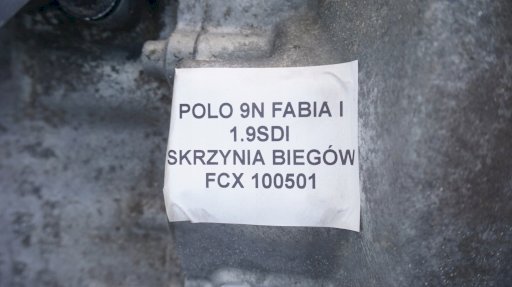 POLO 9N FABIA I
1.9SDI
SKRZYNIA BIEGÓW
FCX 100501